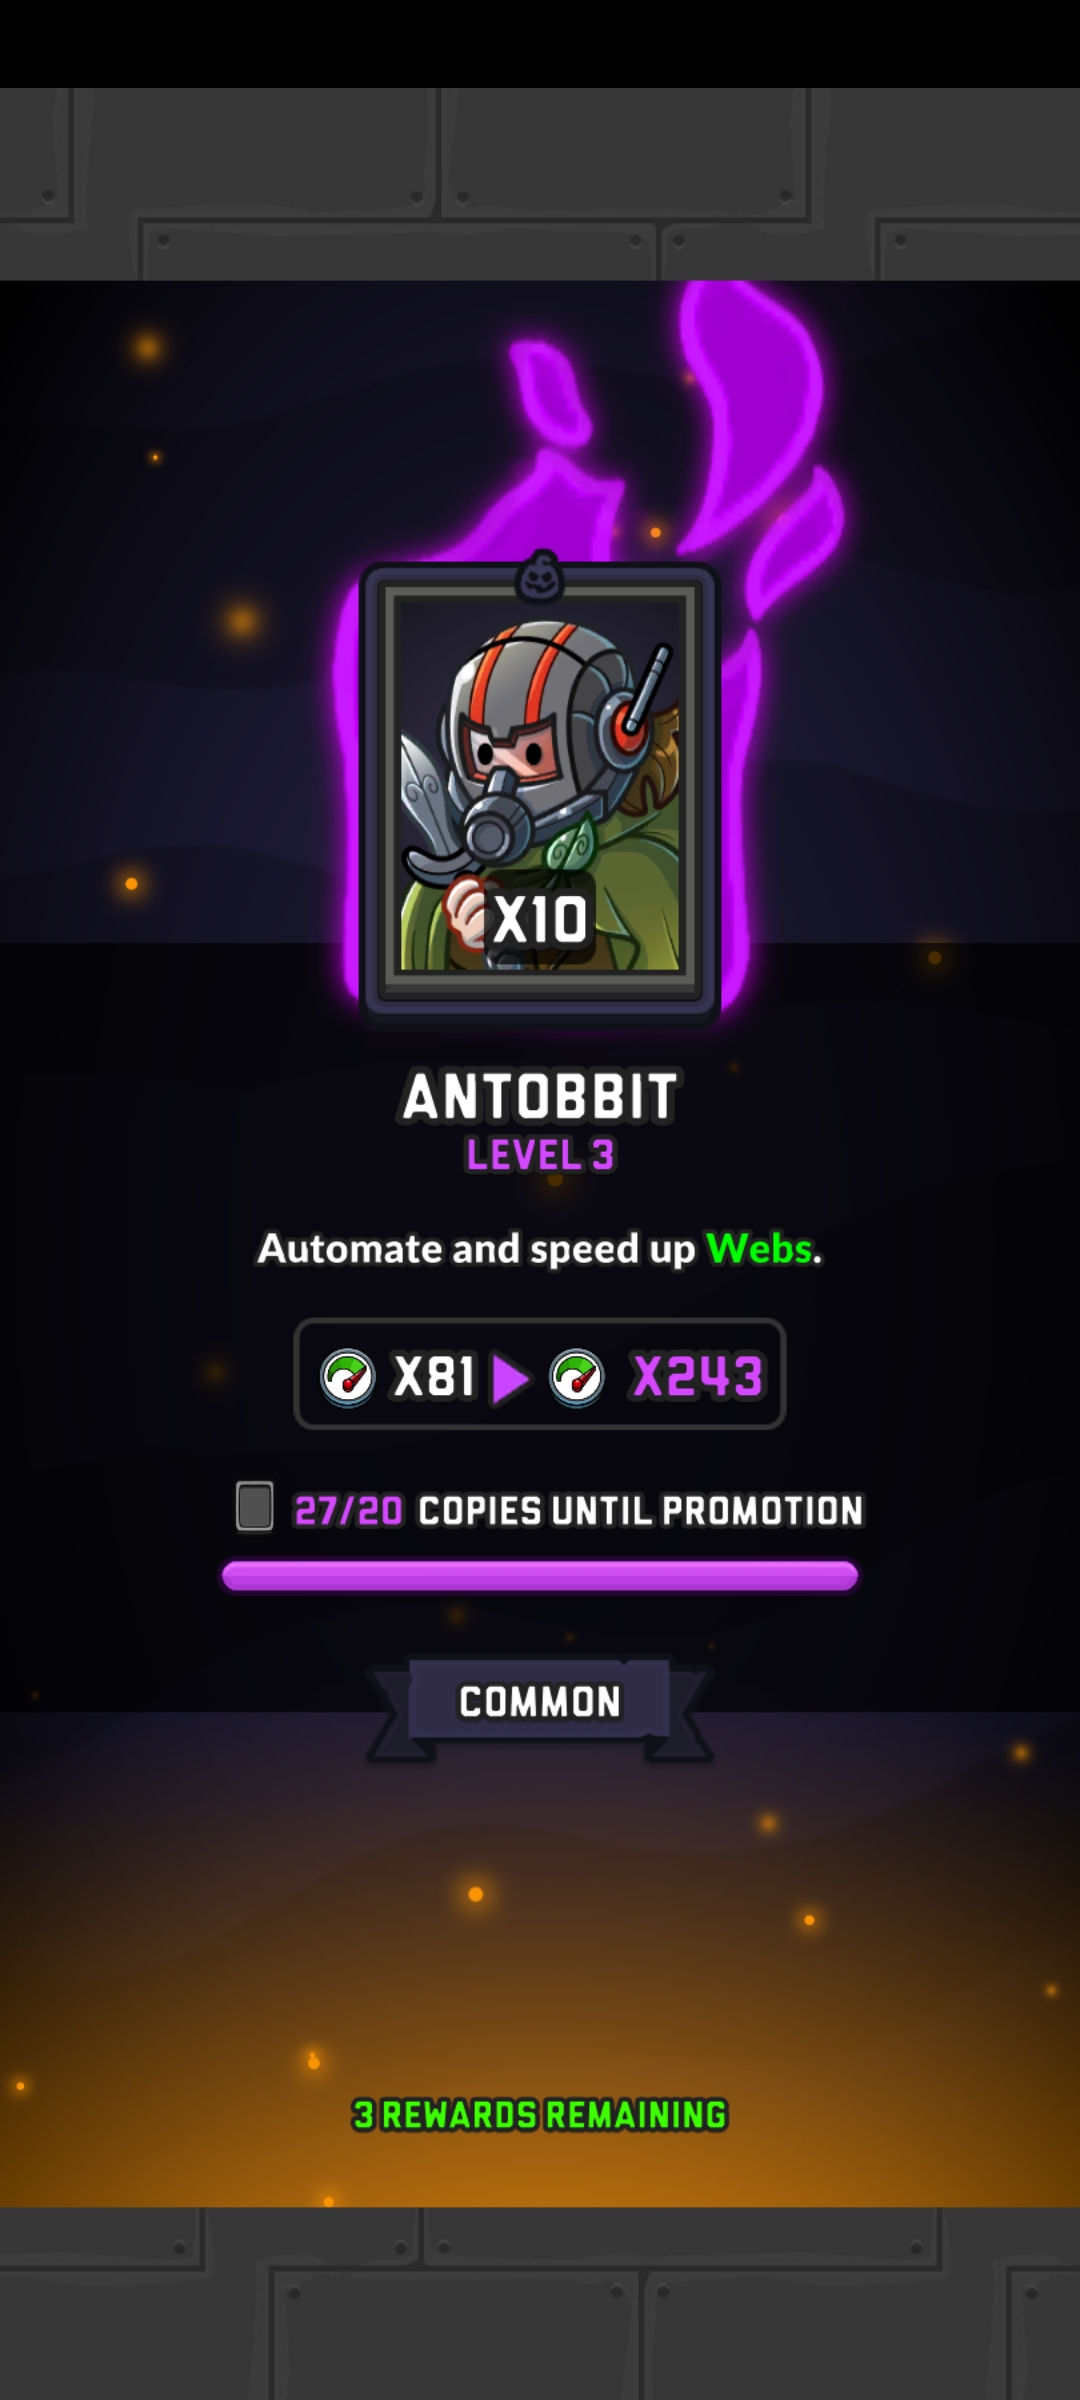 X10
ANTOBBIT
LEVEL 3
Automate and speed up Webs.
X81 X243
27/20 COPIES UNTIL PROMOTION
COMMON
3 REWARDS REMAINING